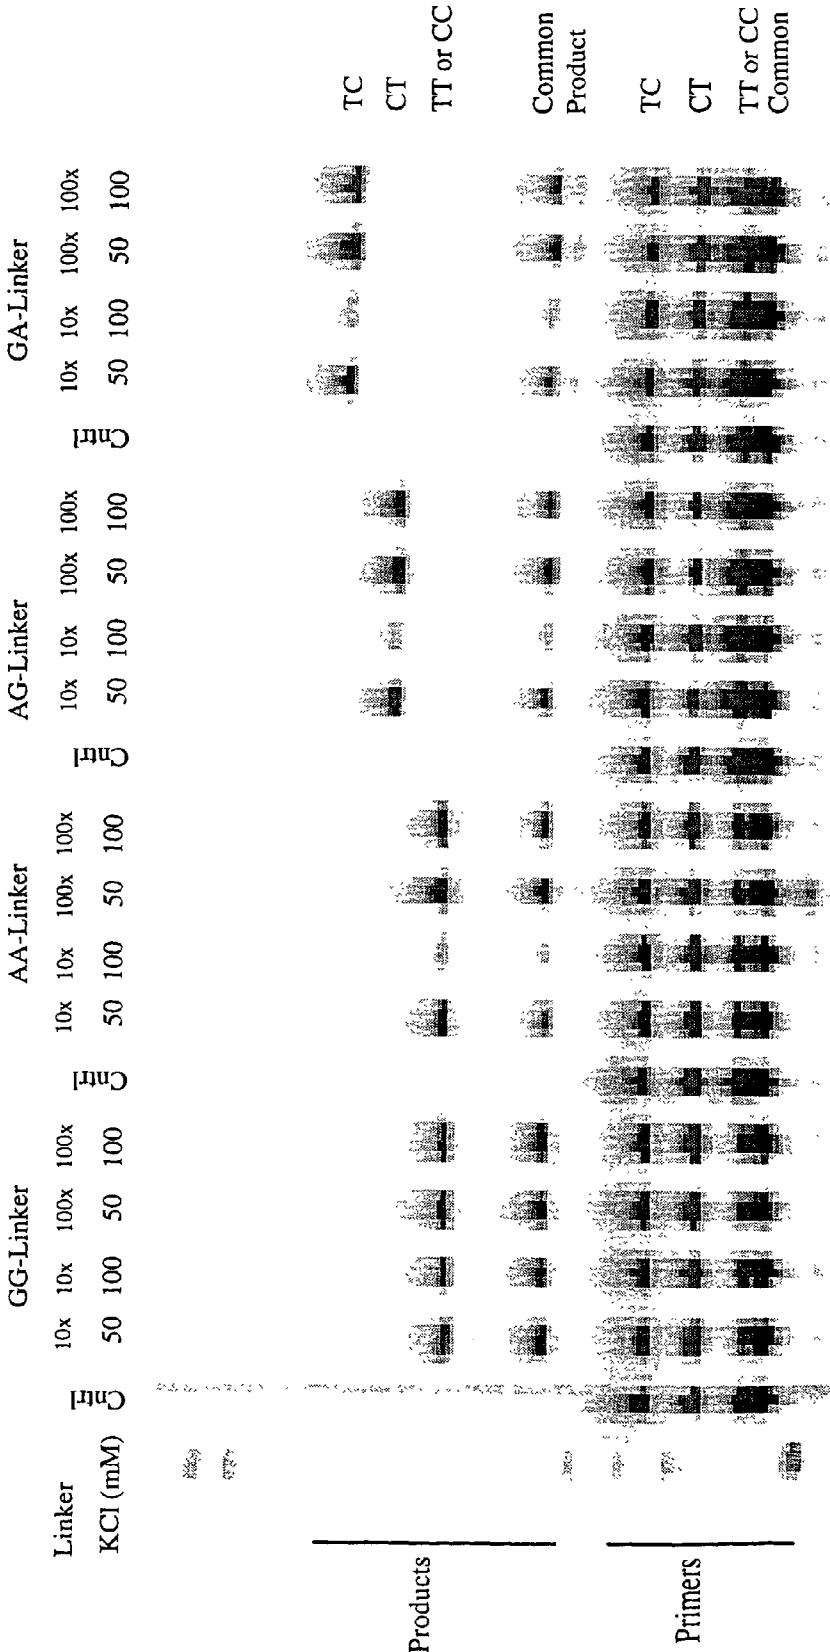 GG-Linker AA-Linker AG-Linker GA-Linker
Linker Cntrl 10x 10x 100x 100x Cntrl 10x 10x 100x 100x Cntrl 10x 10x 100x 100x Cntrl 10x 10x 100x 100x
KCl (mM) 50 100 50 100 50 100 50 100 50 100 50 100 50 100 50 100
Products
TC
CT
TT or CC
Common
Product
Primers
TC
CT
TT or CC
Common